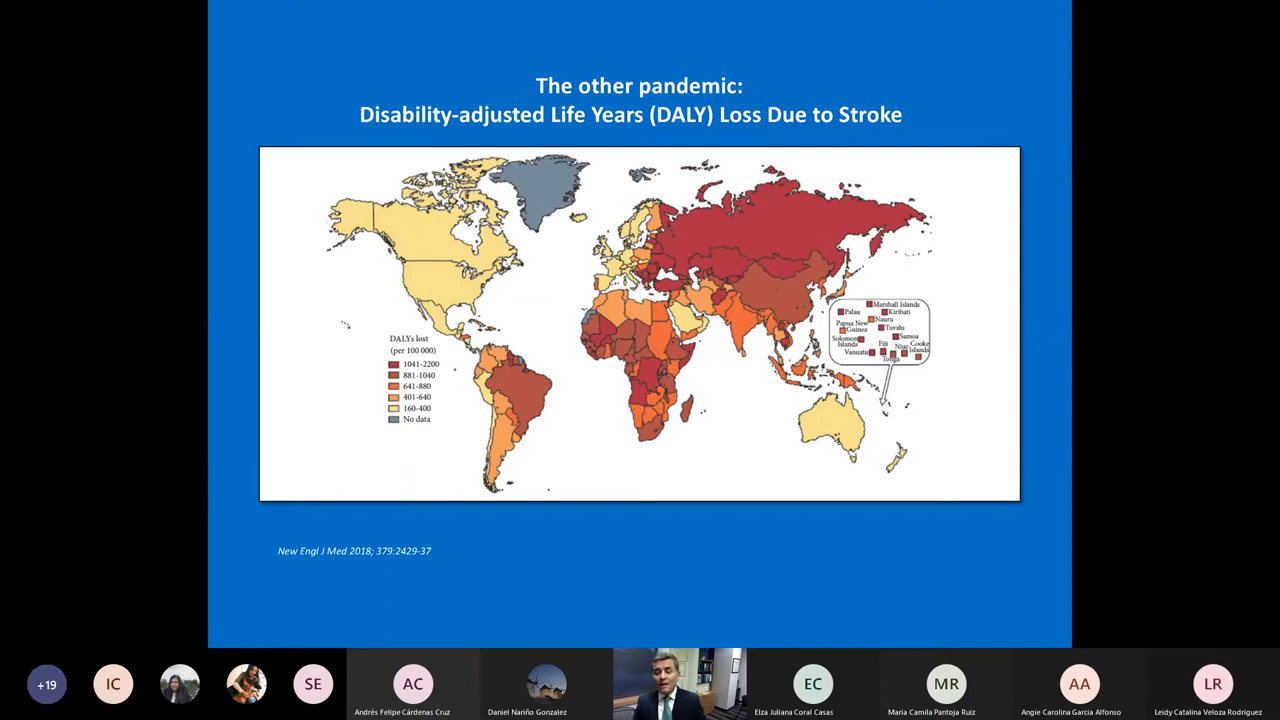 The other pandemic:
Disability-adjusted Life Years (DALY) Loss Due to Stroke
DALYs lost
(per 100 000)
1041-2200
881-1040
641-880
401-640
160-400
No data
Marshall Islands
Palau
Kiribati
Nauru
Papua New
Guinea
Tuvalu
Solomon
Islands
Samoa
Fiji
Niue
Cooke
Islands
Vanuatu
Tonga
New Engl J Med 2018; 379:2429-37
+19
IC
SE
AC
Andrés Felipe Cárdenas Cruz
Daniel Nariño Gonzalez
EC
Elza Juliana Coral Casas
MR
Maria Camila Pantoja Ruiz
AA
Angie Carolina Garcia Alfonso
LR
Leidy Catalina Veloza Rodriguez